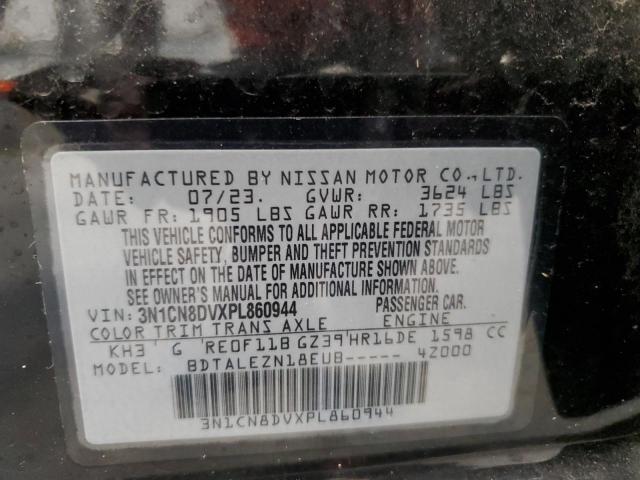 MANUFACTURED BY NISSAN MOTOR CO., LTD.
DATE: 07/23. GVWR: 3624 LBS
GAWR FR: 1905 LBS GAWR RR: 1735 LBS
THIS VEHICLE CONFORMS TO ALL APPLICABLE FEDERAL MOTOR
VEHICLE SAFETY, BUMPER AND THEFT PREVENTION STANDARDS
IN EFFECT ON THE DATE OF MANUFACTURE SHOWN ABOVE.
SEE OWNER'S MANUAL FOR ADDITIONAL INFORMATION.
VIN: 3N1CN8DVXPL860944 PASSENGER CAR.
COLOR TRIM TRANS AXLE ENGINE
KH3 G RE0F11B GZ39 HR16DE 1598 CC
MODEL: BDTALEZN18EUB----- 4Z000
3N1CN8DVXPL860944